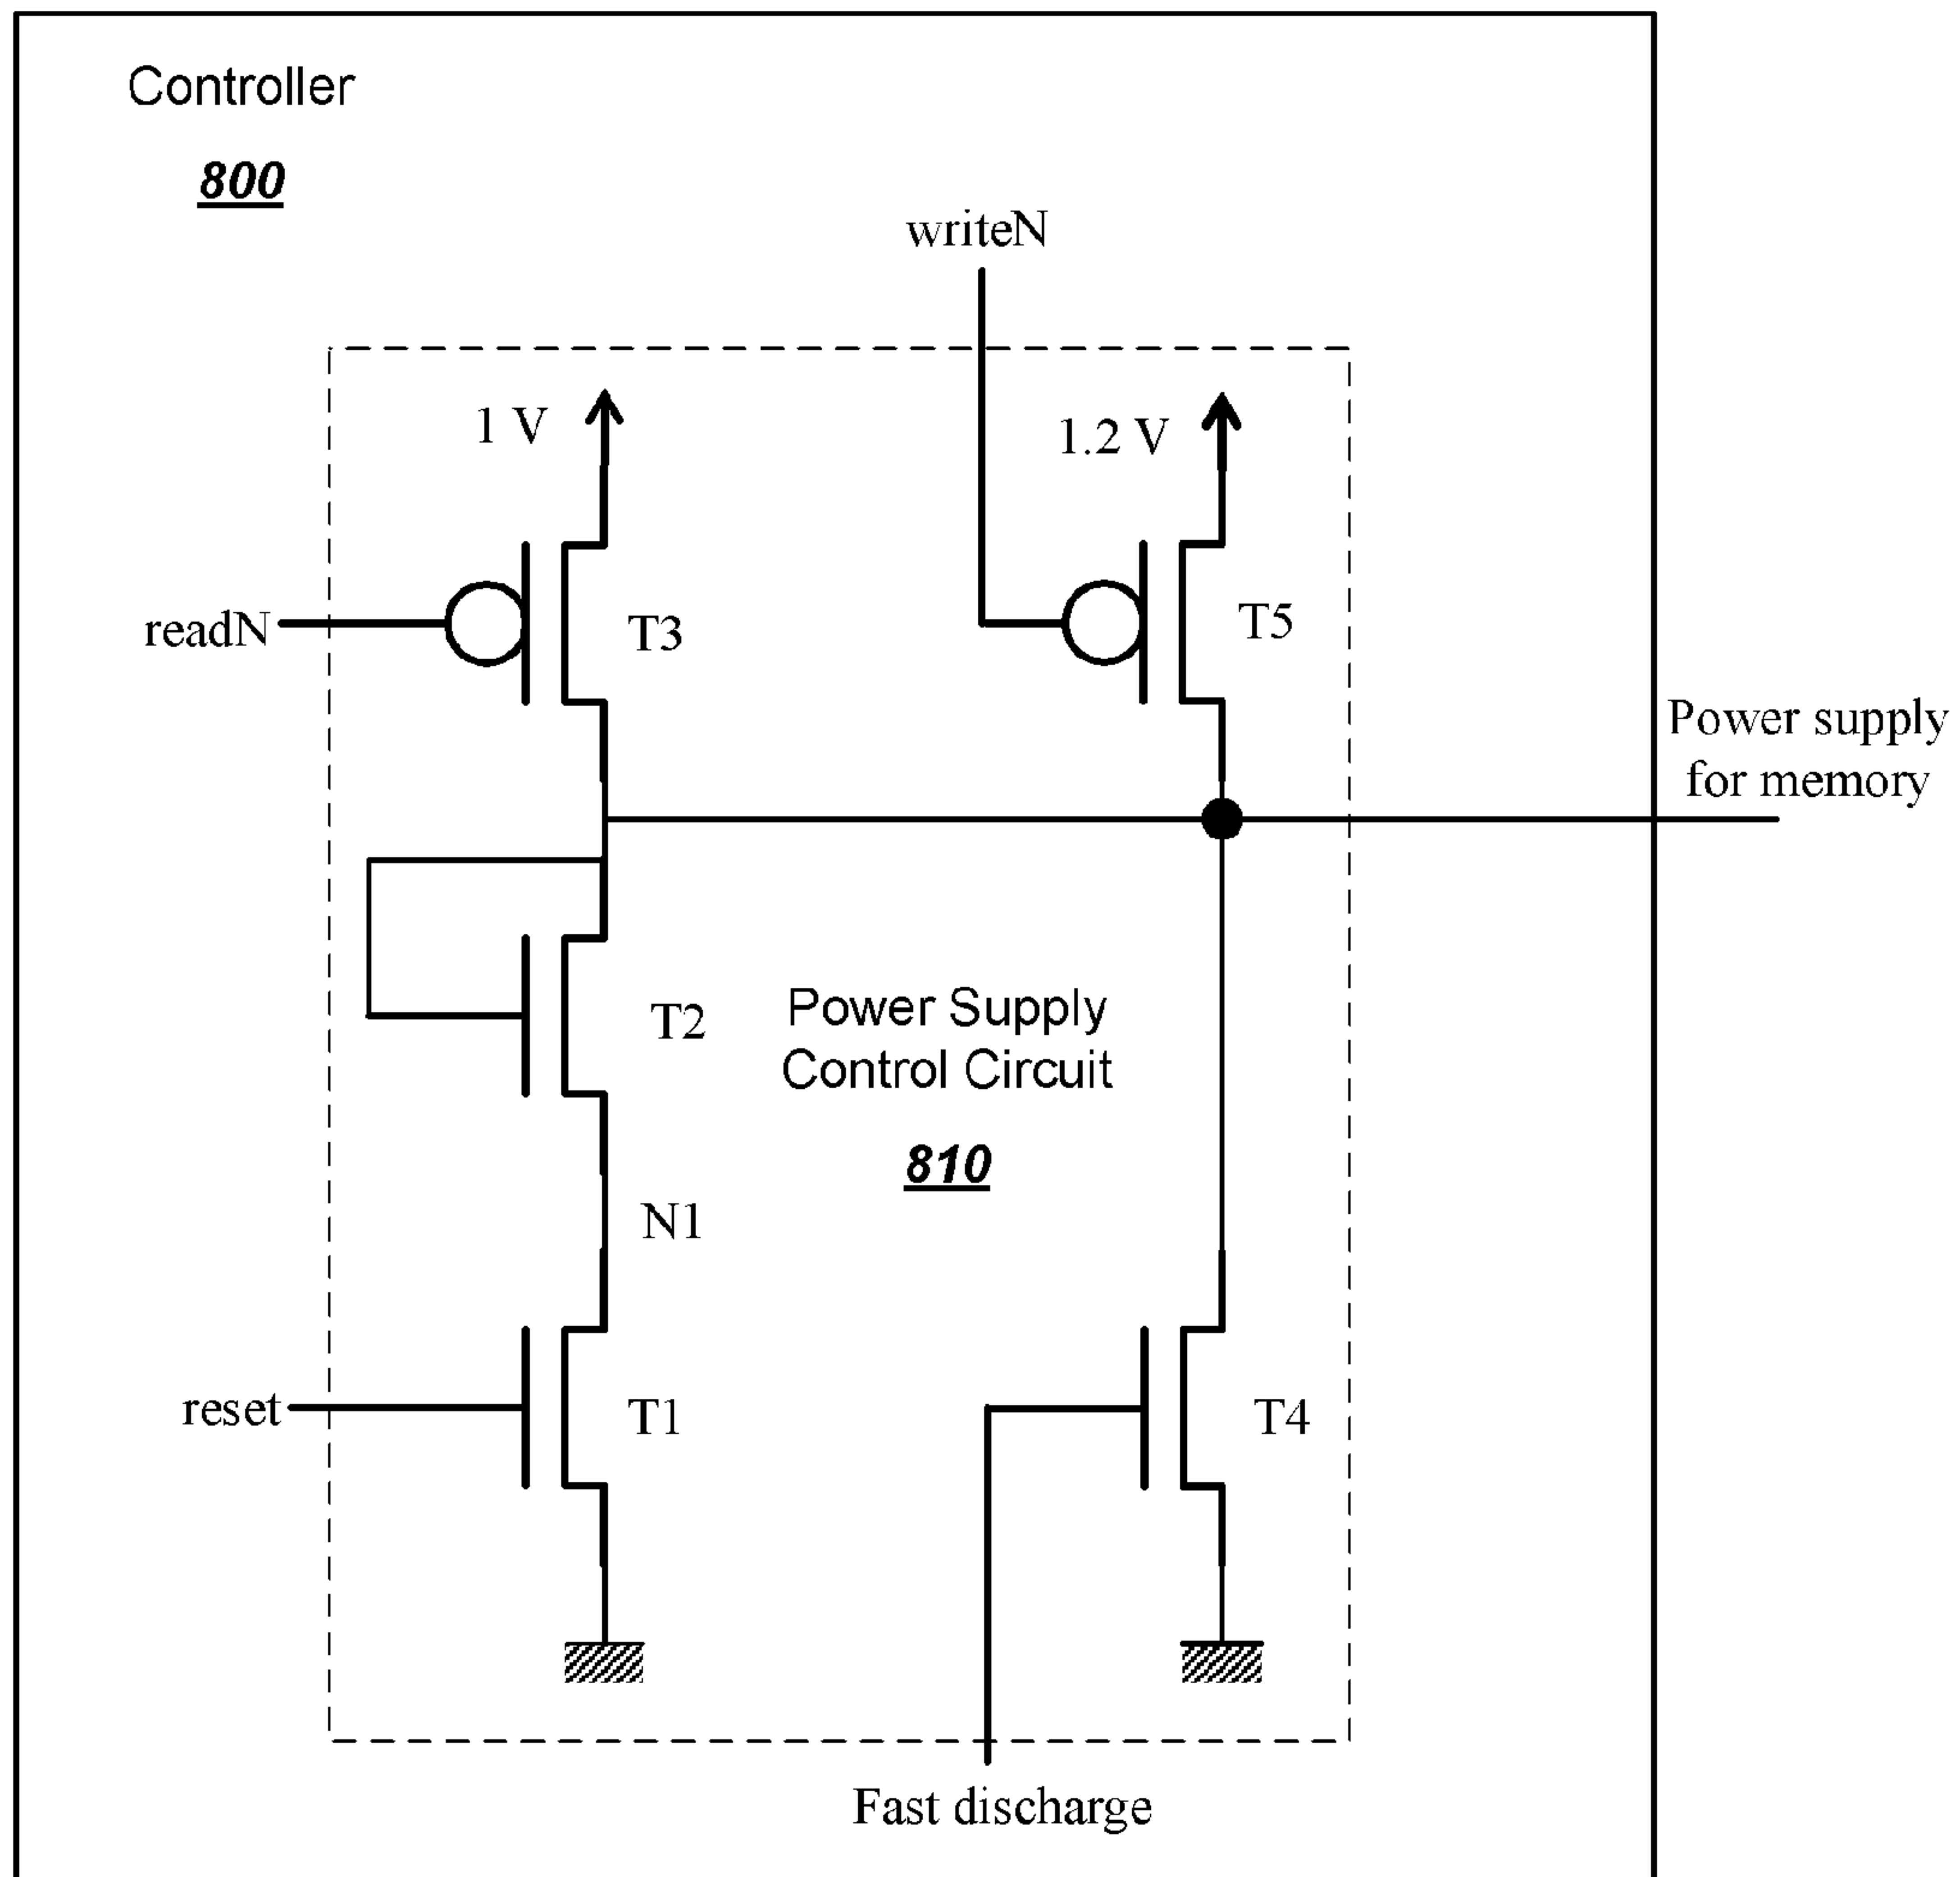 Controller
800
writeN
1 V
1.2 V
readN
T3
T5
Power supply
for memory
T2
Power Supply
Control Circuit
810
N1
reset
T1
T4
Fast discharge